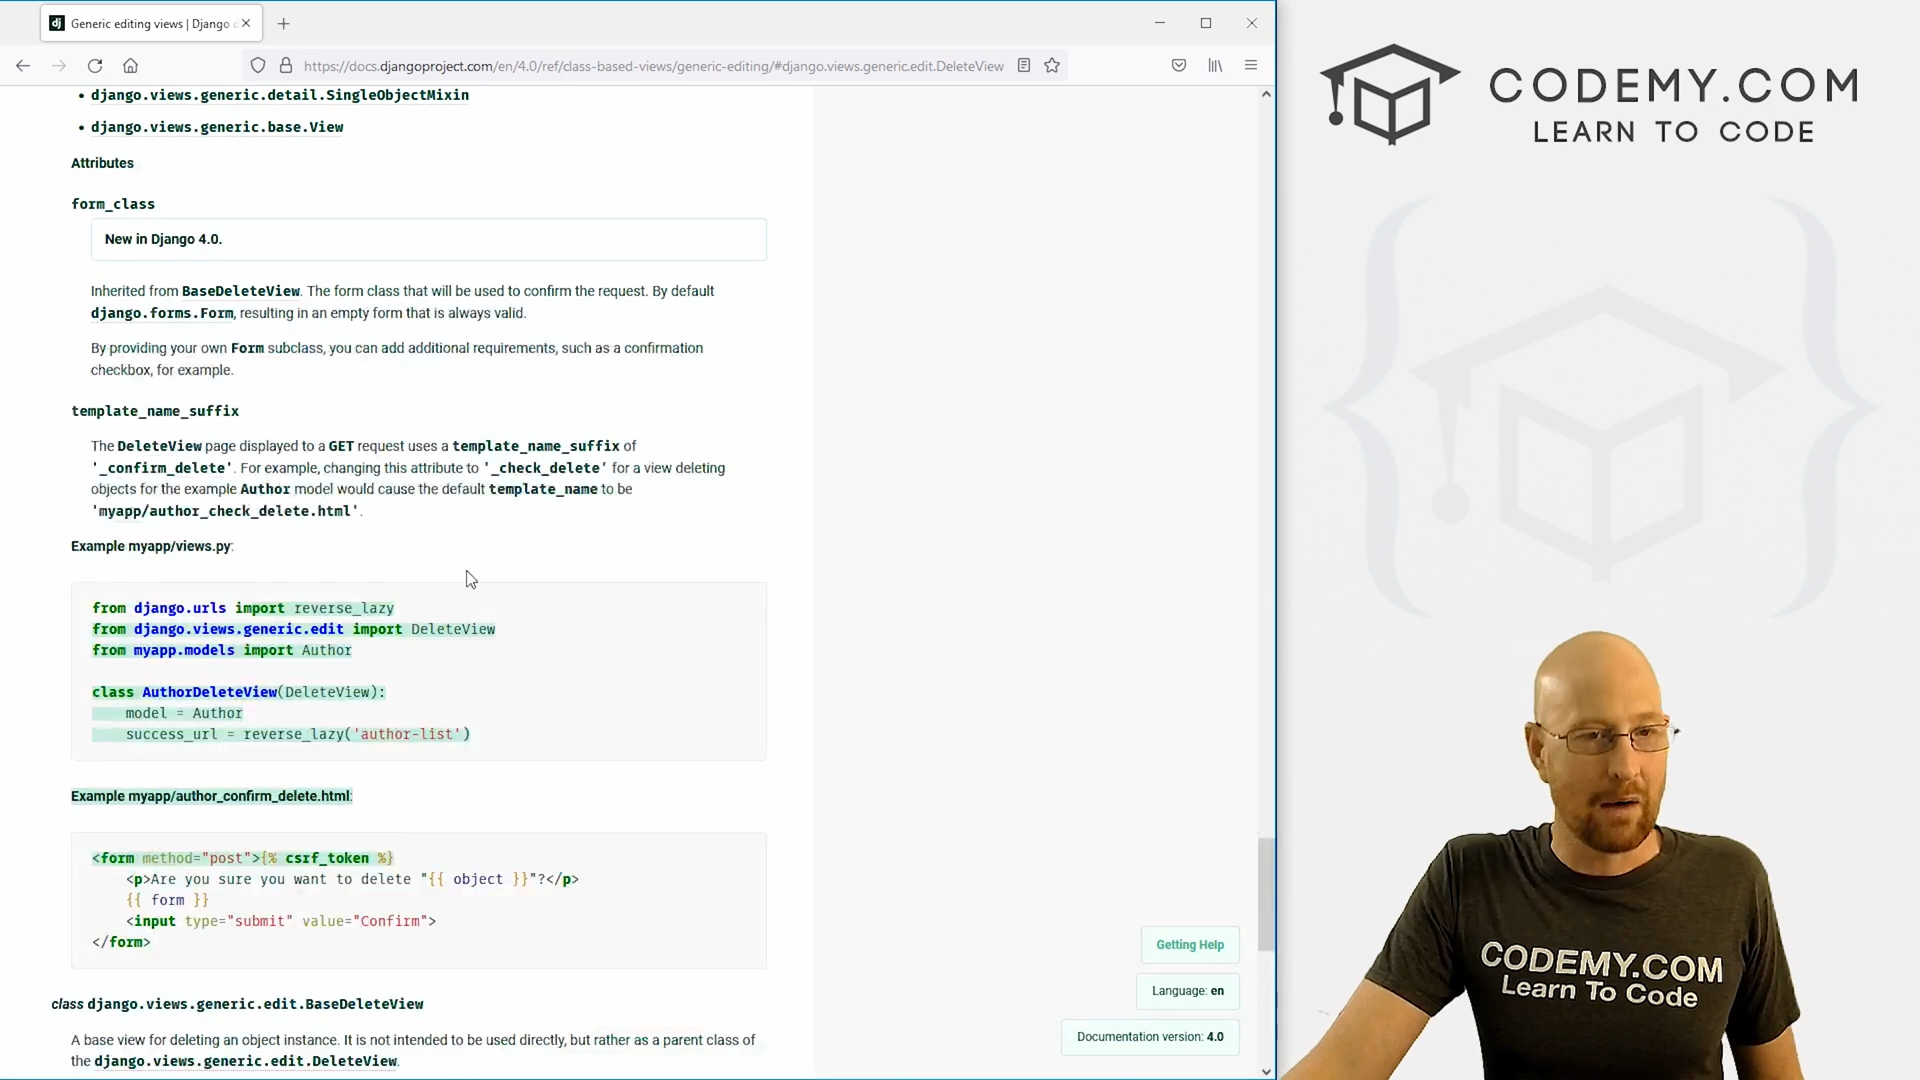 Generic editing views | Django d
https://docs.djangoproject.com/en/4.0/ref/class-based-views/generic-editing/#django.views.generic.edit.DeleteView
• django.views.generic.detail.SingleObjectMixin
• django.views.generic.base.View
Attributes
form_class
New in Django 4.0.
Inherited from BaseDeleteView. The form class that will be used to confirm the request. By default
django.forms.Form, resulting in an empty form that is always valid.
By providing your own Form subclass, you can add additional requirements, such as a confirmation
checkbox, for example.
template_name_suffix
The DeleteView page displayed to a GET request uses a template_name_suffix of
'_confirm_delete'. For example, changing this attribute to '_check_delete' for a view deleting
objects for the example Author model would cause the default template_name to be
'myapp/author_check_delete.html'.
Example myapp/views.py:
from django.urls import reverse_lazy
from django.views.generic.edit import DeleteView
from myapp.models import Author
class AuthorDeleteView(DeleteView):
    model = Author
    success_url = reverse_lazy('author-list')
Example myapp/author_confirm_delete.html:
<form method="post">{% csrf_token %}
    <p>Are you sure you want to delete "{{ object }}"?</p>
    {{ form }}
    <input type="submit" value="Confirm">
</form>
class django.views.generic.edit.BaseDeleteView
A base view for deleting an object instance. It is not intended to be used directly, but rather as a parent class of
the django.views.generic.edit.DeleteView.
Getting Help
Language: en
Documentation version: 4.0
CODEMY.COM
LEARN TO CODE
CODEMY.COM
Learn To Code